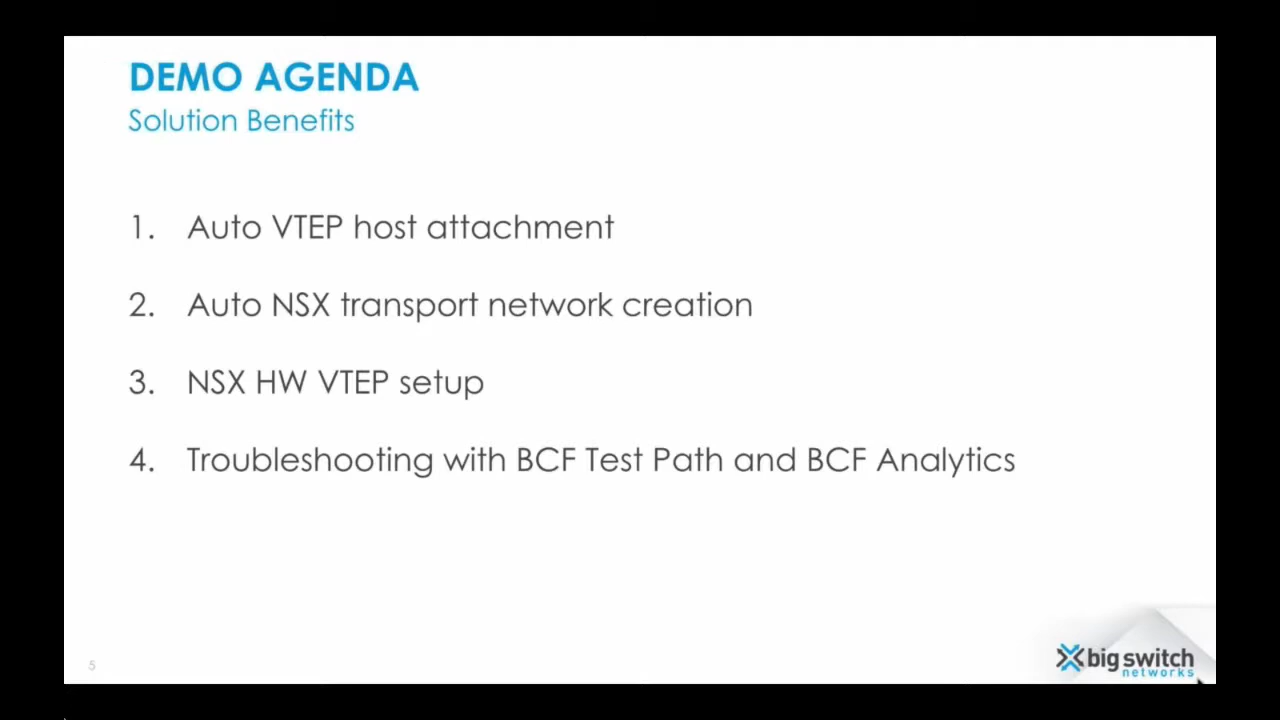 DEMO AGENDA
Solution Benefits
1. Auto VTEP host attachment
2. Auto NSX transport network creation
3. NSX HW VTEP setup
4. Troubleshooting with BCF Test Path and BCF Analytics
5
big switch
networks